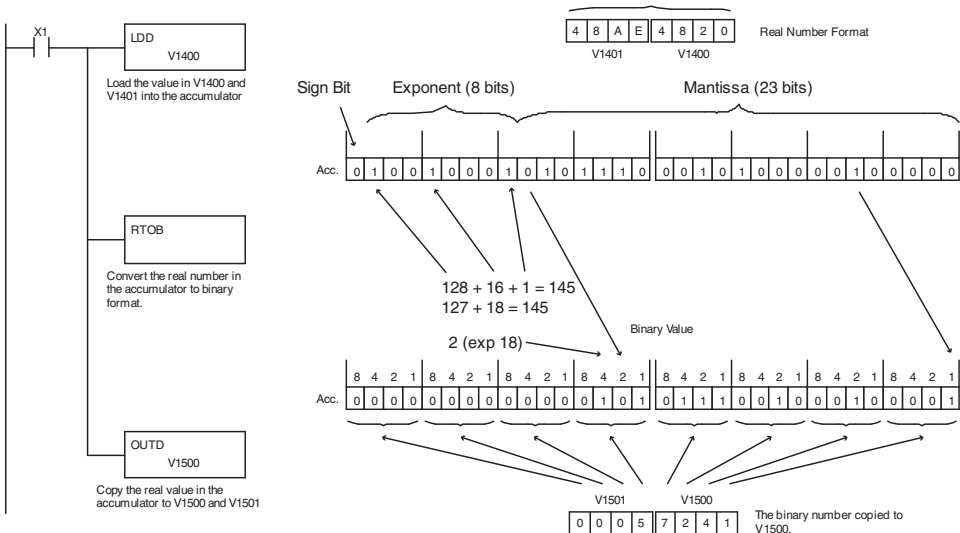 X1
LDD
V1400
Load the value in V1400 and
V1401 into the accumulator
RTOB
Convert the real number in
the accumulator to binary
format.
OUTD
V1500
Copy the real value in the
accumulator to V1500 and V1501
4 8 A E 4 8 2 0
Real Number Format
V1401 V1400
Sign Bit Exponent (8 bits) Mantissa (23 bits)
Acc. 0 1 0 0 1 0 0 0 1 0 1 0 1 1 1 0 0 0 1 0 1 0 0 0 0 0 1 0 0 0 0 0
128 + 16 + 1 = 145
127 + 18 = 145
2 (exp 18)
Binary Value
8 4 2 1 8 4 2 1 8 4 2 1 8 4 2 1 8 4 2 1 8 4 2 1 8 4 2 1 8 4 2 1
Acc. 0 0 0 0 0 0 0 0 0 0 0 0 0 1 0 1 0 1 1 1 0 0 1 0 0 1 0 0 0 0 0 1
V1501 V1500
0 0 0 5 7 2 4 1
The binary number copied to
V1500.